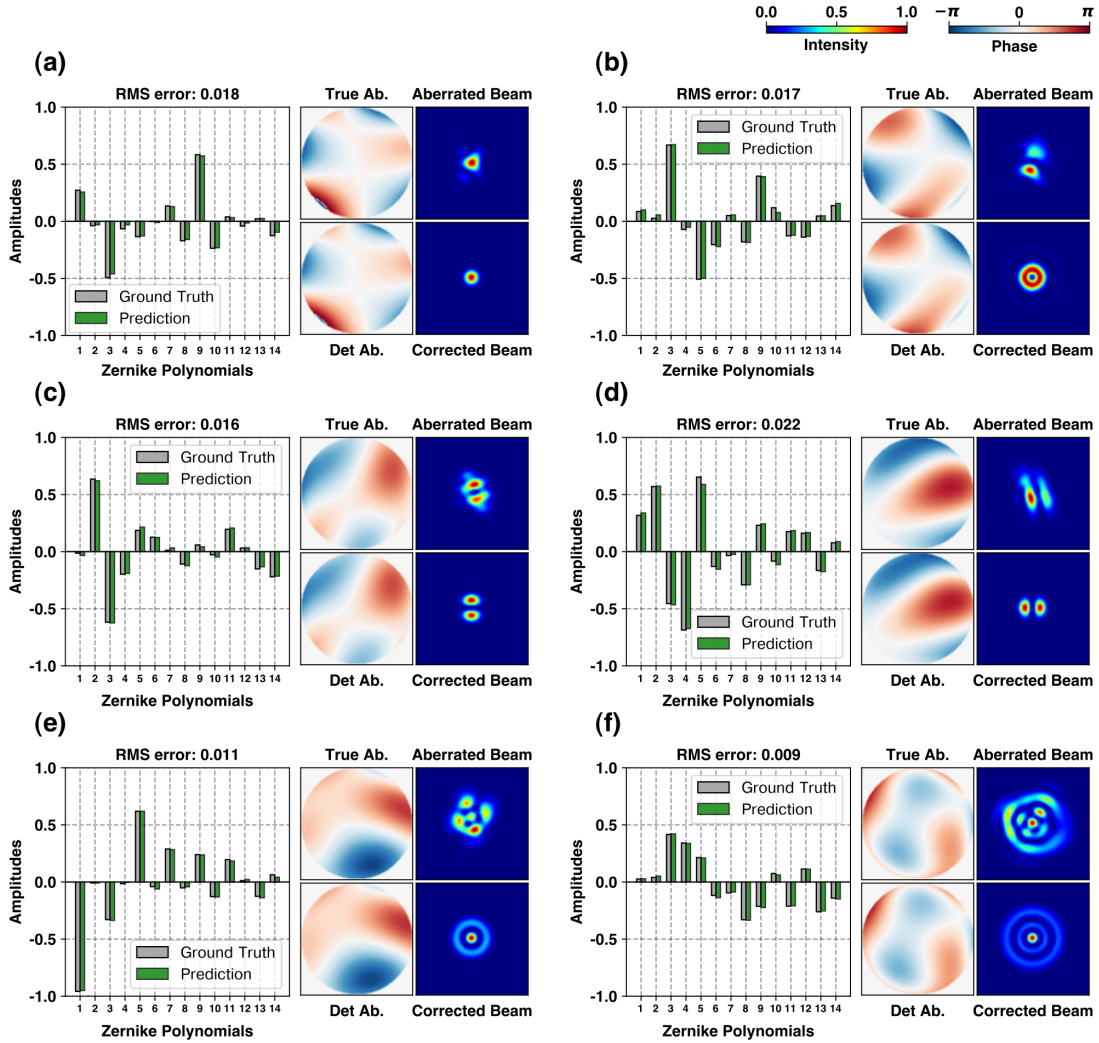 0.0 0.5 1.0
Intensity
−π 0 π
Phase
(a)
RMS error: 0.018
True Ab. Aberrated Beam
1.0
0.5
0.0
-0.5
-1.0
Amplitudes
Ground Truth
Prediction
1 2 3 4 5 6 7 8 9 10 11 12 13 14
Zernike Polynomials
Det Ab. Corrected Beam
(b)
RMS error: 0.017
True Ab. Aberrated Beam
1.0
0.5
0.0
-0.5
-1.0
Amplitudes
Ground Truth
Prediction
1 2 3 4 5 6 7 8 9 10 11 12 13 14
Zernike Polynomials
Det Ab. Corrected Beam
(c)
RMS error: 0.016
True Ab. Aberrated Beam
1.0
0.5
0.0
-0.5
-1.0
Amplitudes
Ground Truth
Prediction
1 2 3 4 5 6 7 8 9 10 11 12 13 14
Zernike Polynomials
Det Ab. Corrected Beam
(d)
RMS error: 0.022
True Ab. Aberrated Beam
1.0
0.5
0.0
-0.5
-1.0
Amplitudes
Ground Truth
Prediction
1 2 3 4 5 6 7 8 9 10 11 12 13 14
Zernike Polynomials
Det Ab. Corrected Beam
(e)
RMS error: 0.011
True Ab. Aberrated Beam
1.0
0.5
0.0
-0.5
-1.0
Amplitudes
Ground Truth
Prediction
1 2 3 4 5 6 7 8 9 10 11 12 13 14
Zernike Polynomials
Det Ab. Corrected Beam
(f)
RMS error: 0.009
True Ab. Aberrated Beam
1.0
0.5
0.0
-0.5
-1.0
Amplitudes
Ground Truth
Prediction
1 2 3 4 5 6 7 8 9 10 11 12 13 14
Zernike Polynomials
Det Ab. Corrected Beam